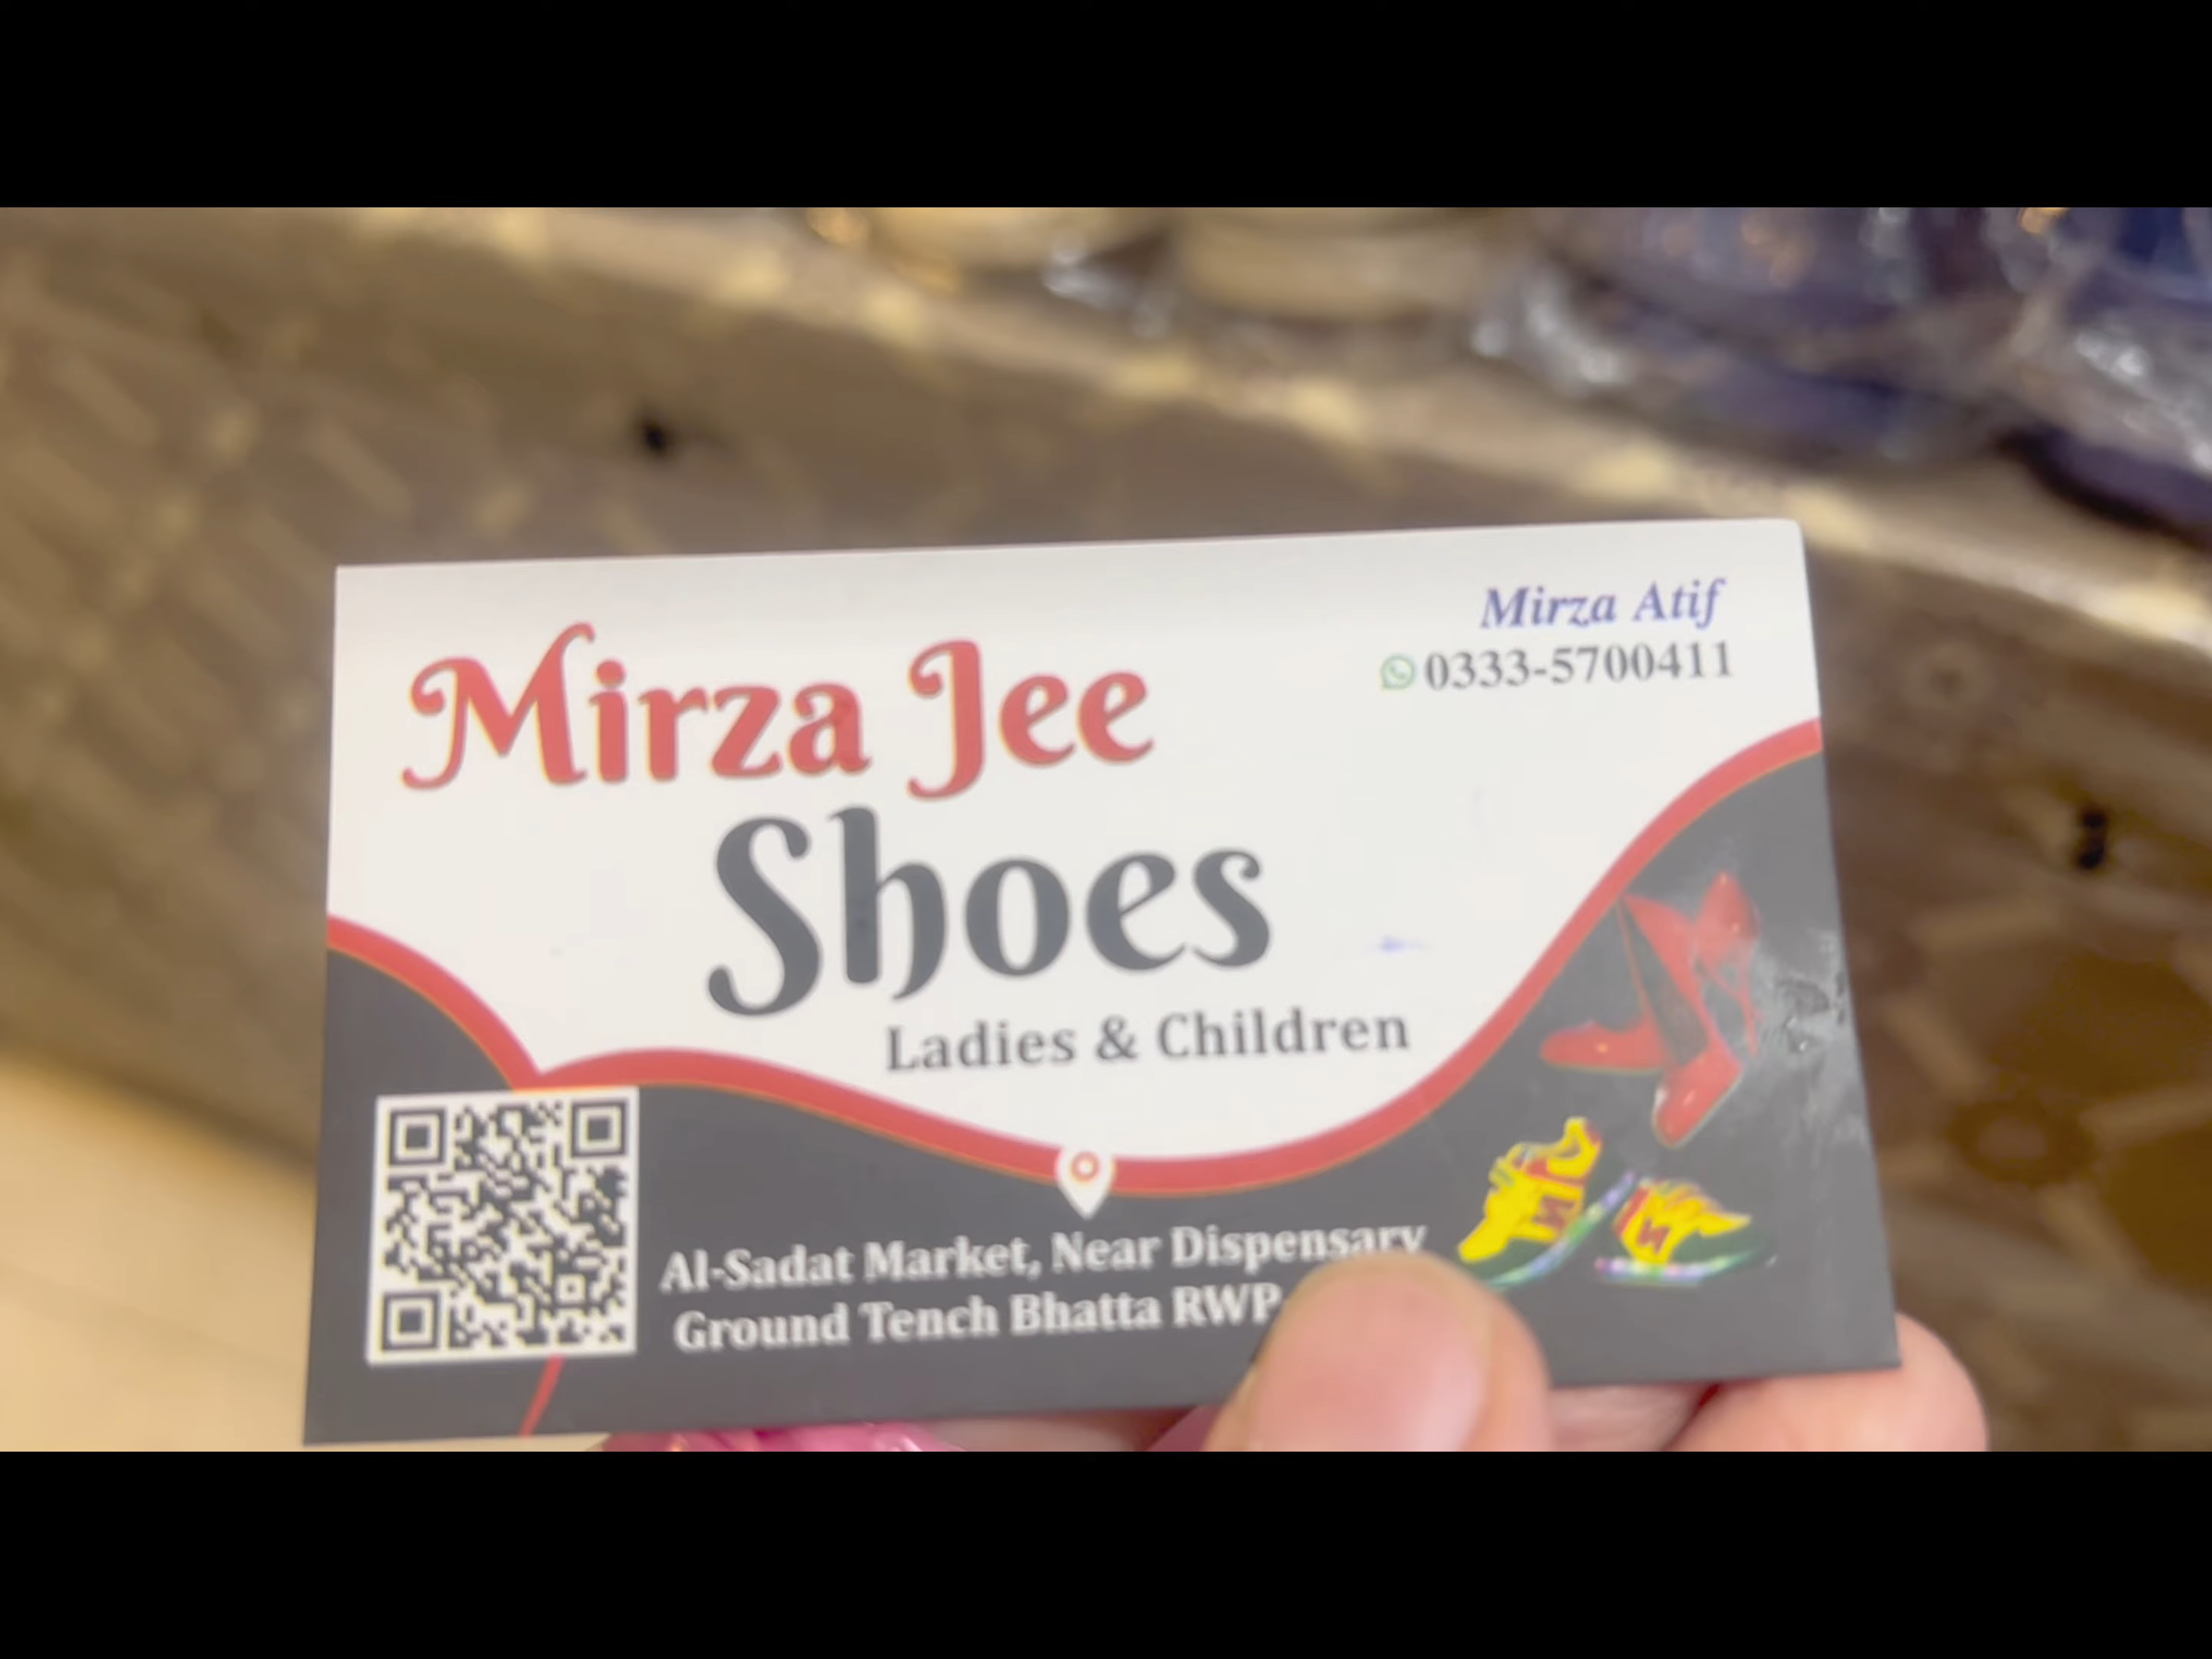 Mirza Atif
0333-5700411
Mirza Jee
Shoes
Ladies & Children
Al-Sadat Market, Near Dispensary
Ground Tench Bhatta RWP